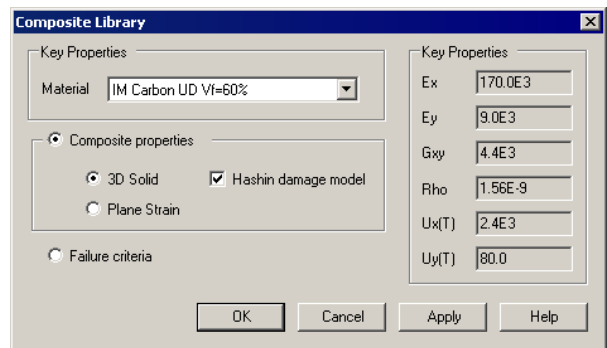 Composite Library
Key Properties
Material IM Carbon UD Vf=60%
Composite properties
3D Solid
Hashin damage model
Plane Strain
Failure criteria
Key Properties
Ex 170.0E3
Ey 9.0E3
Gxy 4.4E3
Rho 1.56E-9
Ux(T) 2.4E3
Uy(T) 80.0
OK
Cancel
Apply
Help